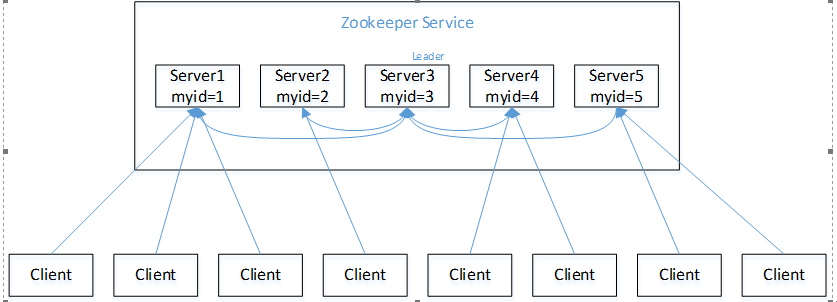 Zookeeper Service
Leader
Server1
myid=1
Server2
myid=2
Server3
myid=3
Server4
myid=4
Server5
myid=5
Client
Client
Client
Client
Client
Client
Client
Client